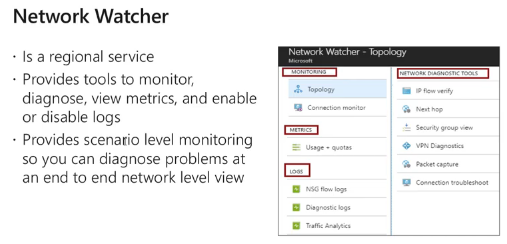 Network Watcher
· Is a regional service
· Provides tools to monitor,
diagnose, view metrics, and enable
or disable logs
· Provides scenario level monitoring
so you can diagnose problems at
an end to end network level view
Network Watcher - Topology
Microsoft
MONITORING
Topology
Connection monitor
METRICS
Usage + quotas
LOGS
NSG flow logs
Diagnostic logs
Traffic Analytics
NETWORK DIAGNOSTIC TOOLS
IP flow verify
Next hop
Security group view
VPN Diagnostics
Packet capture
Connection troubleshoot